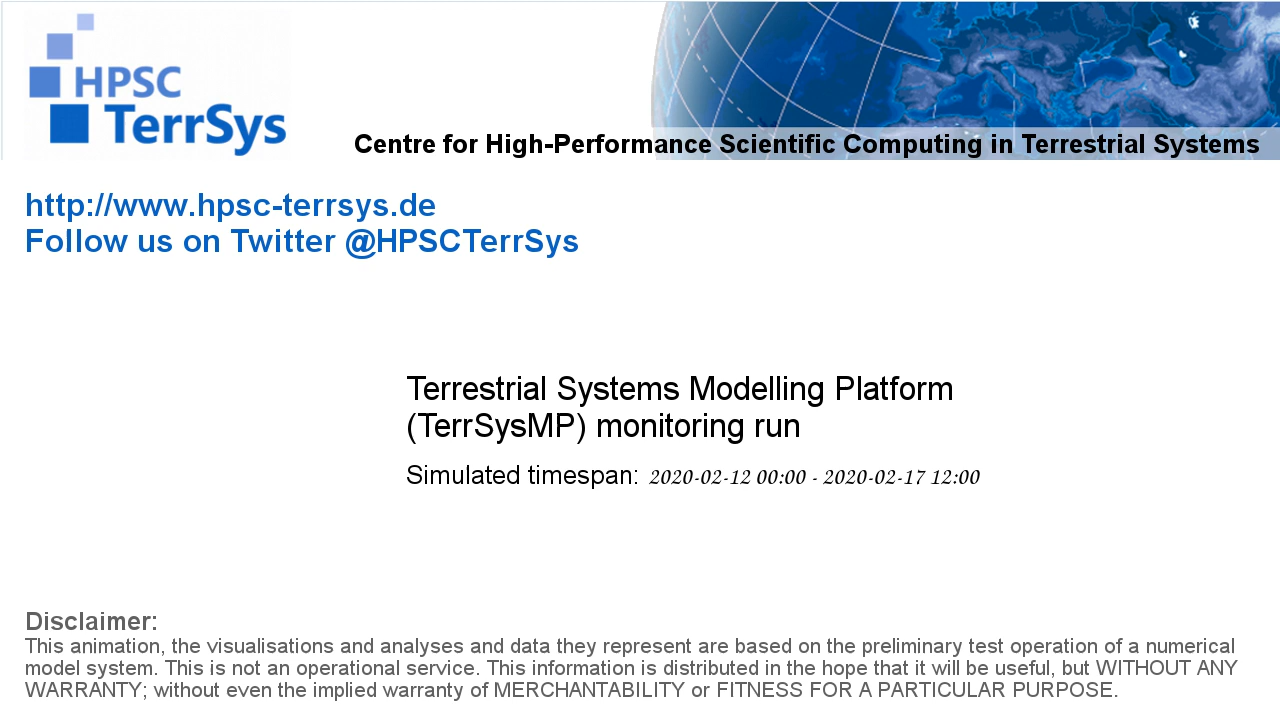 HPSC
TerrSys
Centre for High-Performance Scientific Computing in Terrestrial Systems
http://www.hpsc-terrsys.de
Follow us on Twitter @HPSCTerrSys
Terrestrial Systems Modelling Platform
(TerrSysMP) monitoring run
Simulated timespan: 2020-02-12 00:00 - 2020-02-17 12:00
Disclaimer:
This animation, the visualisations and analyses and data they represent are based on the preliminary test operation of a numerical
model system. This is not an operational service. This information is distributed in the hope that it will be useful, but WITHOUT ANY
WARRANTY; without even the implied warranty of MERCHANTABILITY or FITNESS FOR A PARTICULAR PURPOSE.